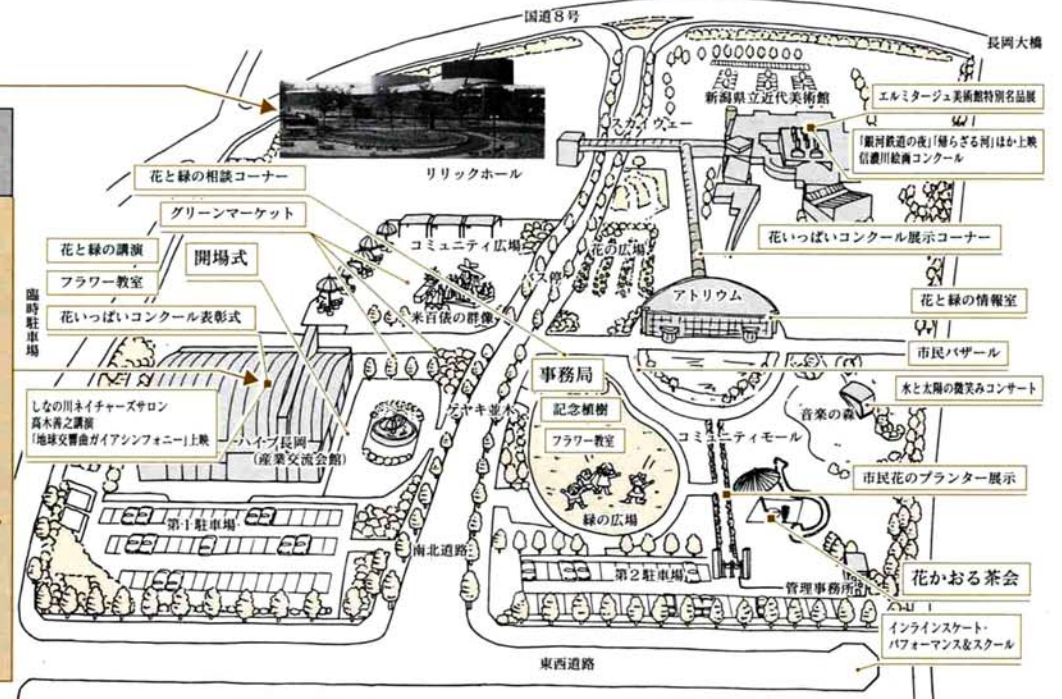 国道8号
長岡大橋
エルミタージュ美術館特別名品展
新潟県立近代美術館
スカイウェー
「銀河鉄道の夜」「帰らざる河」ほか上映
信濃川絵画コンクール
リリックホール
花と緑の相談コーナー
グリーンマーケット
コミュニティ広場
花の広場
花いっぱいコンクール展示コーナー
花と緑の講演
フラワー教室
開場式
バス停
アトリウム
花と緑の情報室
臨時駐車場
花いっぱいコンクール表彰式
米百俵の群像
市民バザール
事務局
水と太陽の微笑みコンサート
しなの川ネイチャーズサロン
高木善之講演
「地球交響曲ガイアシンフォニー」上映
ケヤキ並木
記念植樹
フラワー教室
音楽の森
コミュニティモール
ハイブ長岡
(産業交流会館)
市民花のプランター展示
第1駐車場
緑の広場
南北道路
第2駐車場
管理事務所
花かおる茶会
インラインスケート・
パフォーマンス&スクール
東西道路